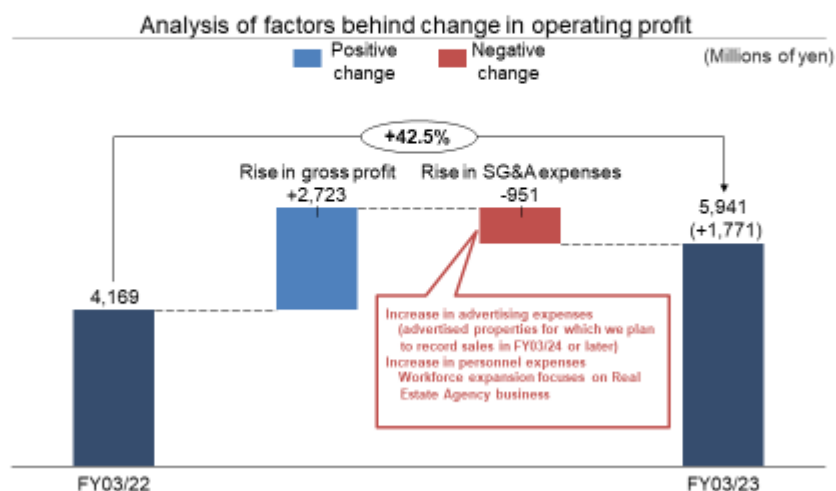 Analysis of factors behind change in operating profit
Positive
change
Negative
change
(Millions of yen)
+42.5%
Rise in gross profit
+2,723
Rise in SG&A expenses
-951
5,941
(+1,771)
4,169
Increase in advertising expenses
(advertised properties for which we plan
to record sales in FY03/24 or later)
Increase in personnel expenses
Workforce expansion focuses on Real
Estate Agency business
FY03/22
FY03/23